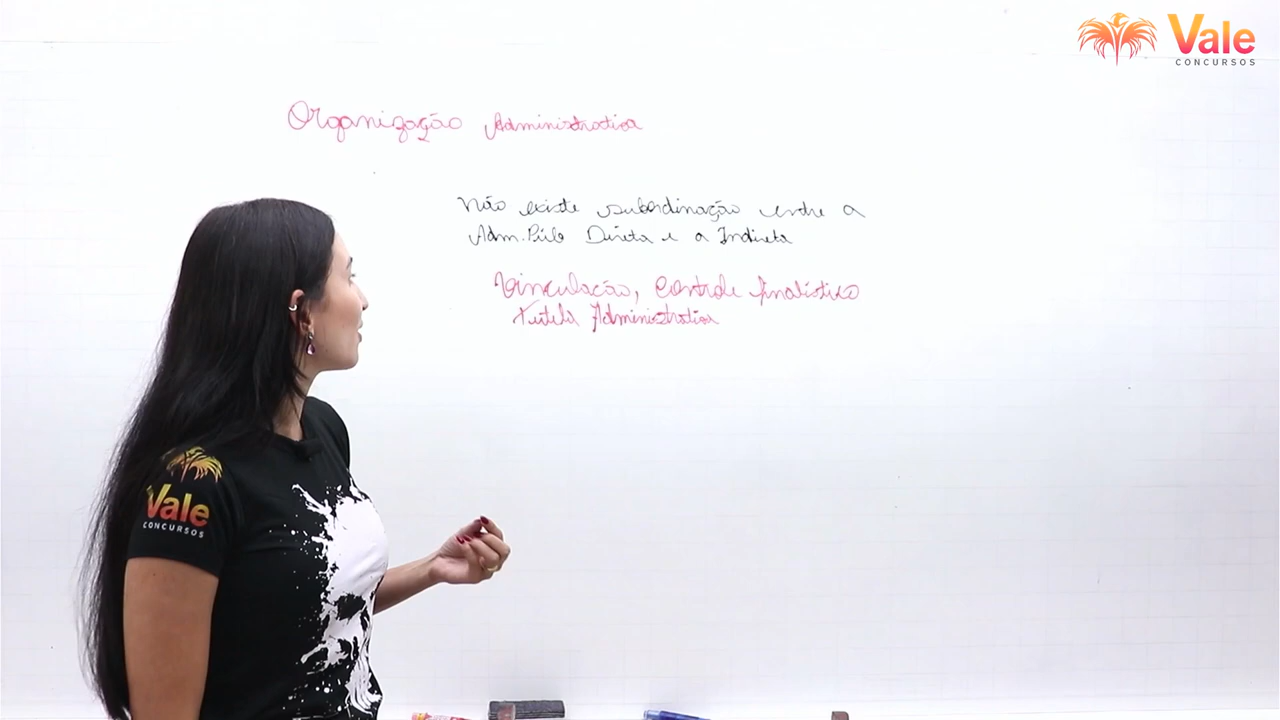 Vale
CONCURSOS
Organização Administrativa
Não existe subordinação entre a
Adm. Púb Direta e a Indireta
Vinculação, Controle finalístico
Tutela Administrativa
Vale
CONCURSOS